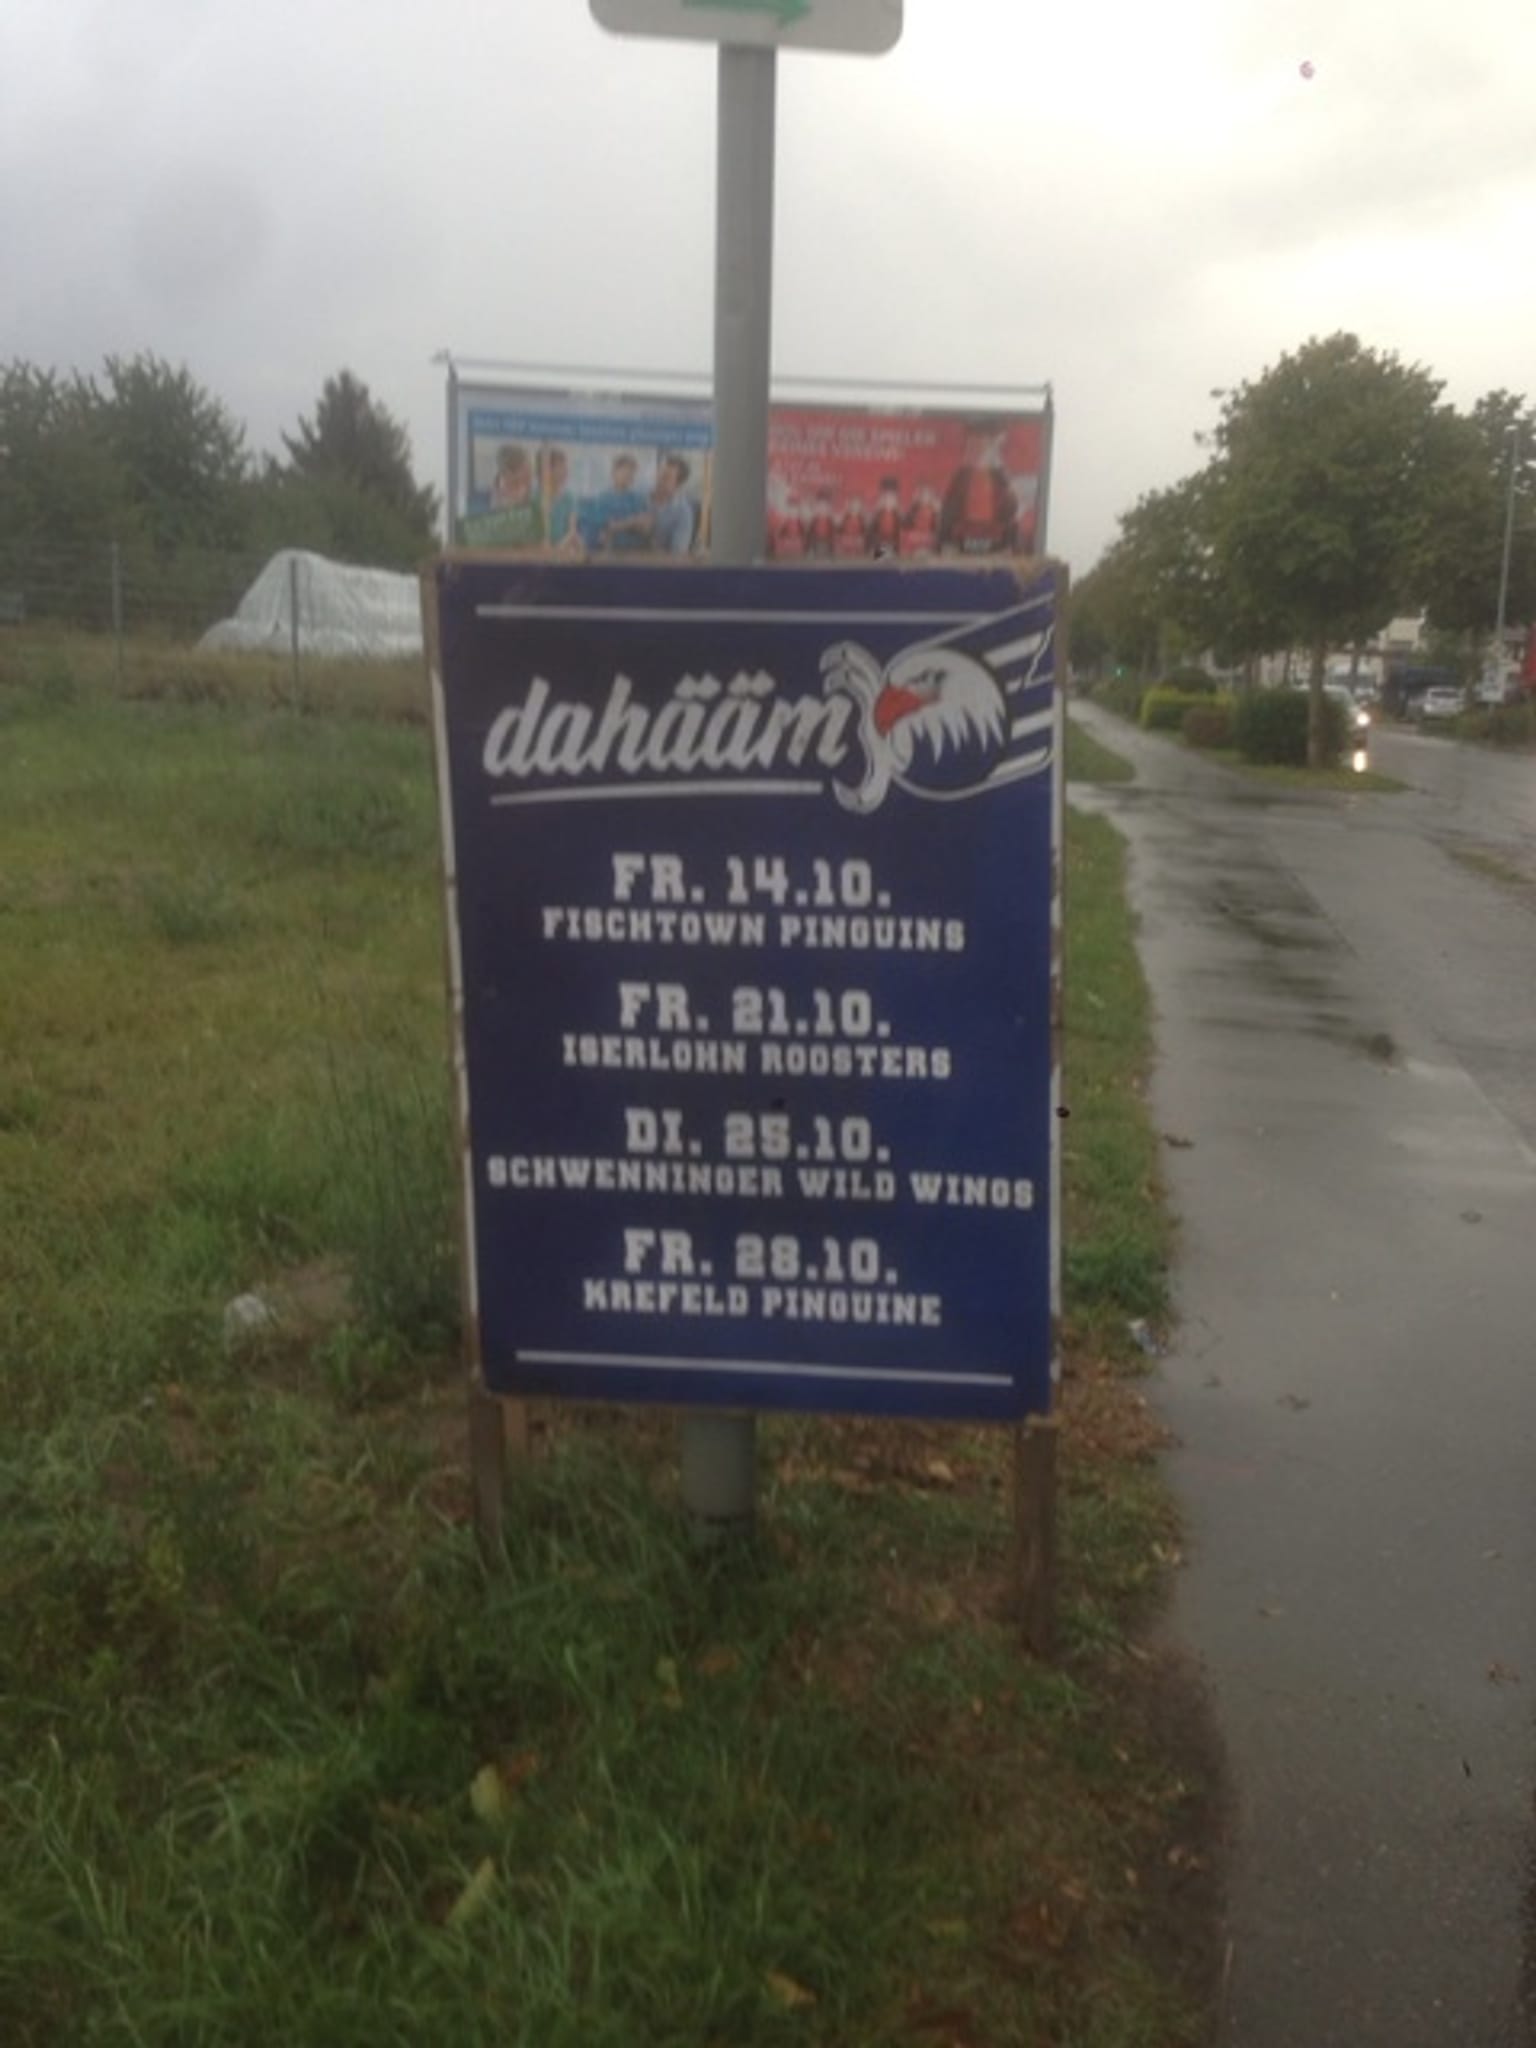 dahääm
FR. 14.10.
FISCHTOWN PINGUINS
FR. 21.10.
ISERLOHN ROOSTERS
DI. 25.10.
SCHWENNINGER WILD WINGS
FR. 28.10.
KREFELD PINGUINE